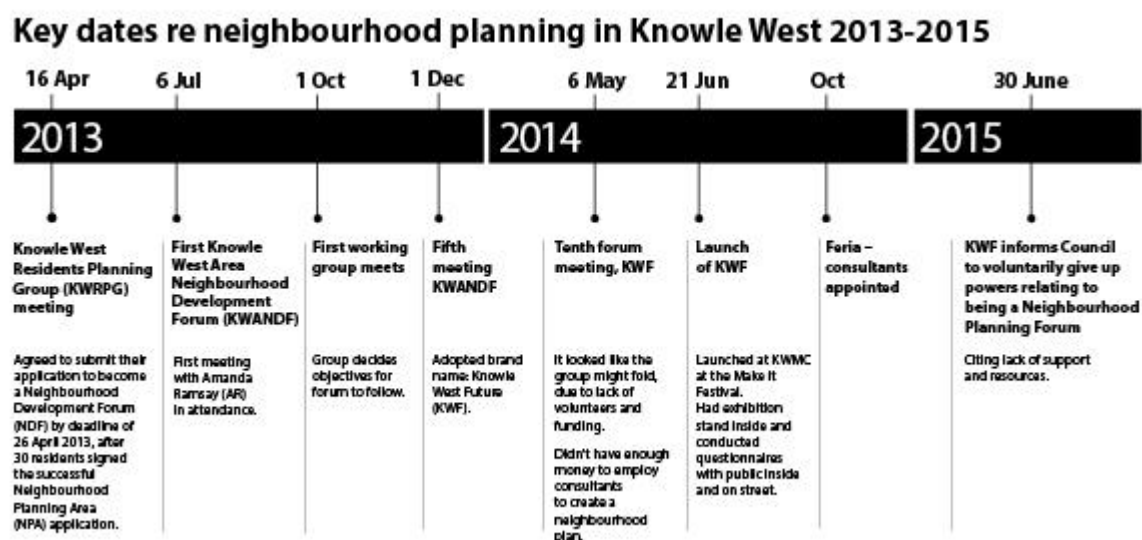 Key dates re neighbourhood planning in Knowle West 2013-2015
16 Apr
6 Jul
1 Oct
1 Dec
6 May
21 Jun
Oct
30 June
2013
2014
2015
Knowle West
Residents Planning
Group (KWRPG)
meeting
Agreed to submit their
application to become
a Neighbourhood
Development Forum
(NDF) by deadline of
26 April 2013, after
30 residents signed
the successful
Neighbourhood
Planning Area
(NPA) application.
First Knowle
West Area
Neighbourhood
Development
Forum (KWANDF)
First meeting
with Amanda
Ramsay (AR)
in attendance.
First working
group meets
Group decides
objectives for
forum to follow.
Fifth
meeting
KWANDF
Adopted brand
name: Knowle
West Future
(KWF).
Tenth forum
meeting, KWF
It looked like the
group might fold,
due to lack of
volunteers and
funding.
Didn't have enough
money to employ
consultants
to create a
neighbourhood
plan.
Launch
of KWF
Launched at KWMC
at the Make It
Festival.
Had exhibition
stand inside and
conducted
questionnaires
with public inside
and on street.
Feria –
consultants
appointed
KWF informs Council
to voluntarily give up
powers relating to
being a Neighbourhood
Planning Forum
Citing lack of support
and resources.